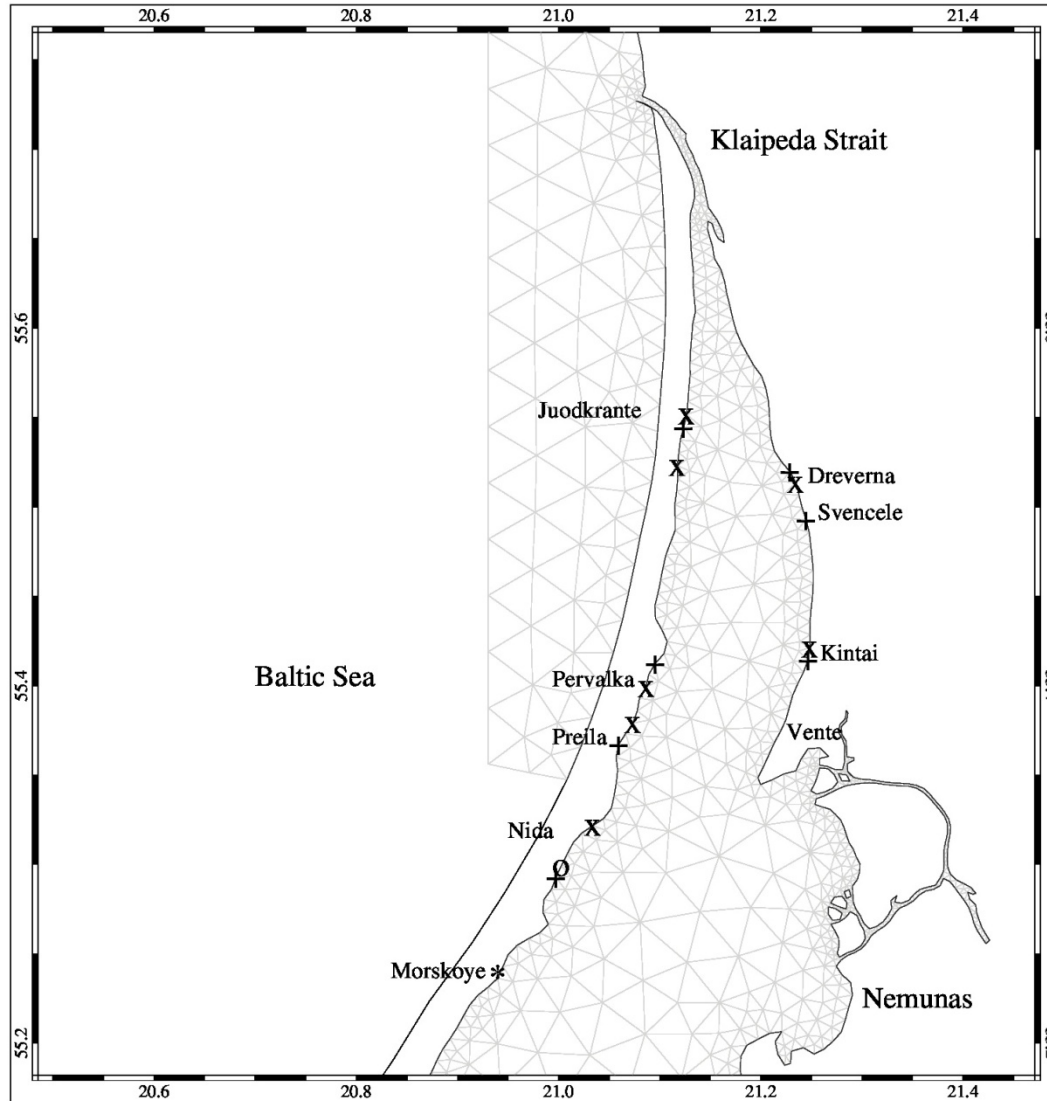 20.6 20.8 21.0 21.2 21.4
Klaipeda Strait
55.6
Juodkrante
x
+
x
+
Dreverna
x
+
Svencele
x
+
Kintai
+
55.4
Baltic Sea
Pervalka
x
x
Preila
+
Vente
Nida
x
o
+
Morskoye *
Nemunas
55.2
20.6 20.8 21.0 21.2 21.4